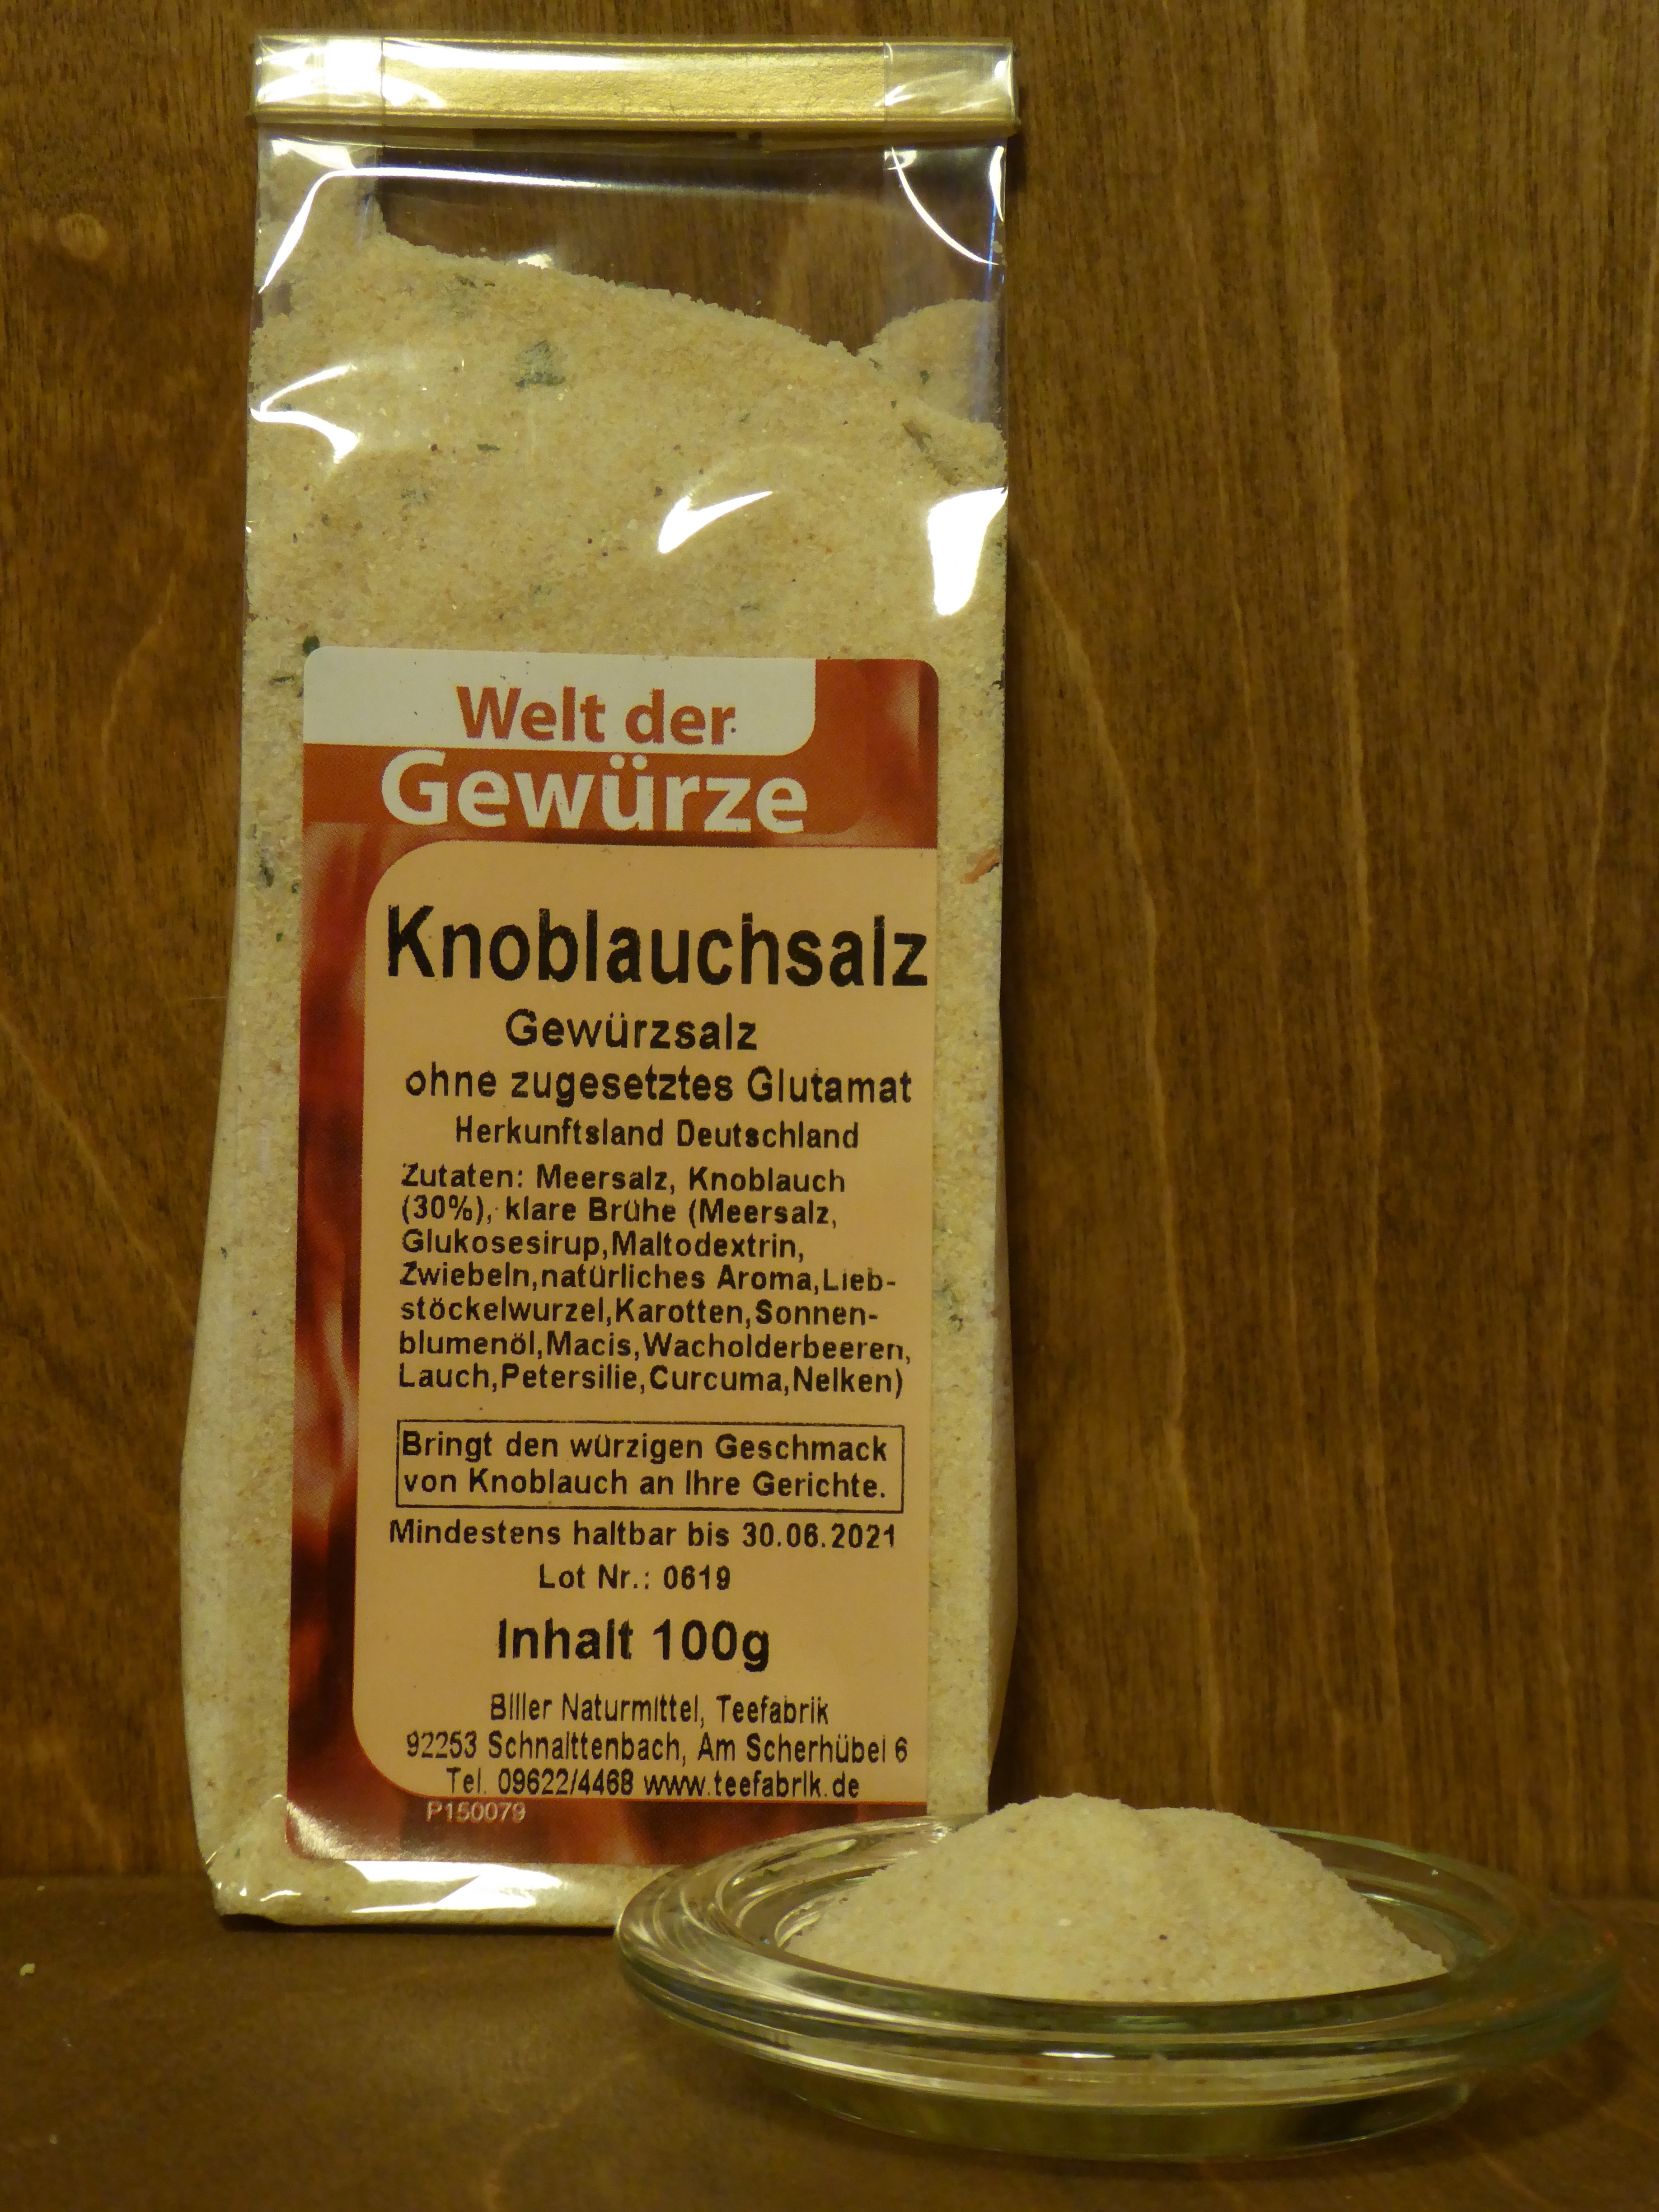 Welt der
Gewürze
Knoblauchsalz
Gewürzsalz
ohne zugesetztes Glutamat
Herkunftsland Deutschland
Zutaten: Meersalz, Knoblauch
(30%), klare Brühe (Meersalz,
Glukosesirup,Maltodextrin,
Zwiebeln,natürliches Aroma,Lieb-
stöckelwurzel,Karotten,Sonnen-
blumenöl,Macis,Wacholderbeeren,
Lauch,Petersilie,Curcuma,Nelken)
Bringt den würzigen Geschmack
von Knoblauch an Ihre Gerichte.
Mindestens haltbar bis 30.06.2021
Lot Nr.: 0619
Inhalt 100g
Biller Naturmittel, Teefabrik
92253 Schnaittenbach, Am Scherhübel 6
Tel. 09622/4468 www.teefabrik.de
P150079